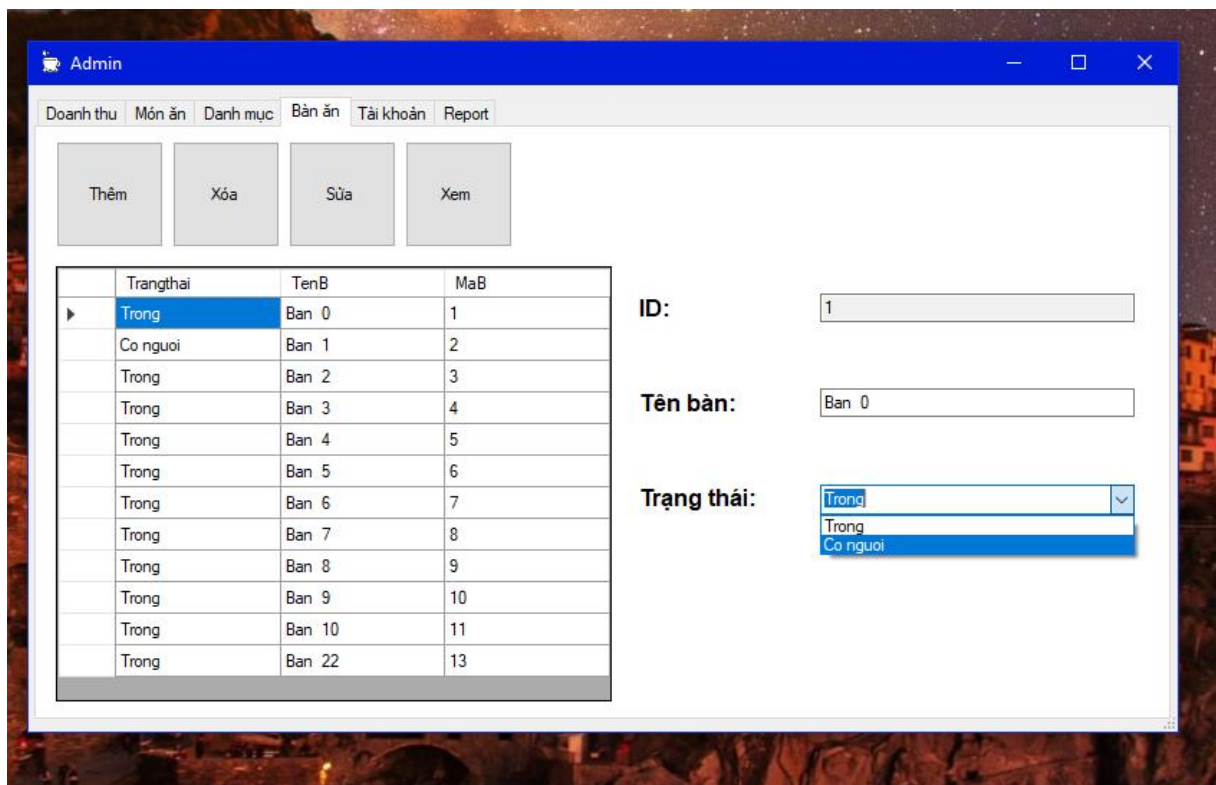 Admin
Doanh thu Món ăn Danh mục Bàn ăn Tài khoản Report
Thêm Xóa Sửa Xem
Trangthai TenB MaB
Trong Ban 0 1
Co nguoi Ban 1 2
Trong Ban 2 3
Trong Ban 3 4
Trong Ban 4 5
Trong Ban 5 6
Trong Ban 6 7
Trong Ban 7 8
Trong Ban 8 9
Trong Ban 9 10
Trong Ban 10 11
Trong Ban 22 13
ID: 1
Tên bàn: Ban 0
Trạng thái: Trong
Trong
Co nguoi